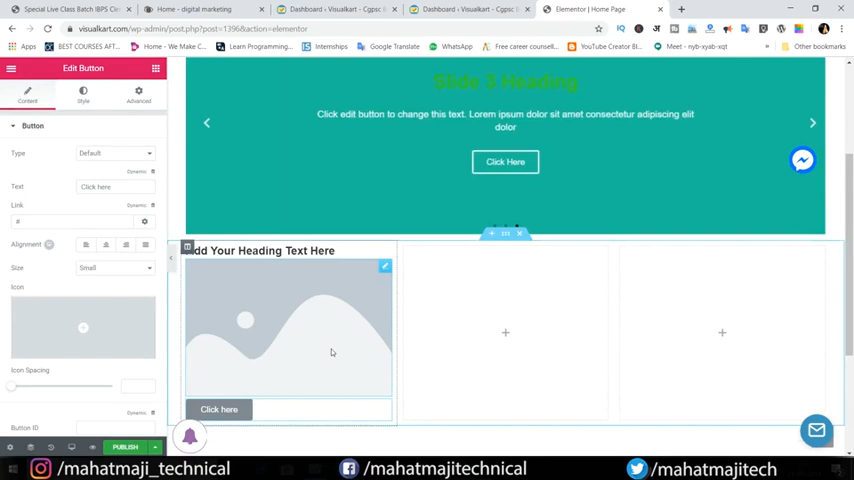 Special Live Class Batch IBPS Cle
Home - digital marketing
Dashboard ‹ Visualkart - Cgpsc B
Dashboard ‹ Visualkart - Cgpsc B
Elementor | Home Page
visualkart.com/wp-admin/post.php?post=1396&action=elementor
Apps
BEST COURSES AFT...
Home - We Make C...
Learn Programming...
Internships
Google Translate
WhatsApp
Free career counsell...
YouTube Creator Bl...
Meet - nyb-xyab-xqt
»
Other bookmarks
Edit Button
Content
Style
Advanced
Button
Type
Default
Dynamic
Text
Click here
Link
Dynamic
#
Alignment
Size
Small
Icon
Icon Spacing
Dynamic
Button ID
PUBLISH
Slide 3 Heading
Click edit button to change this text. Lorem ipsum dolor sit amet consectetur adipiscing elit
dolor
Click Here
Add Your Heading Text Here
Click here
/mahatmaji_technical
/mahatmajitechnical
/mahatmajitech